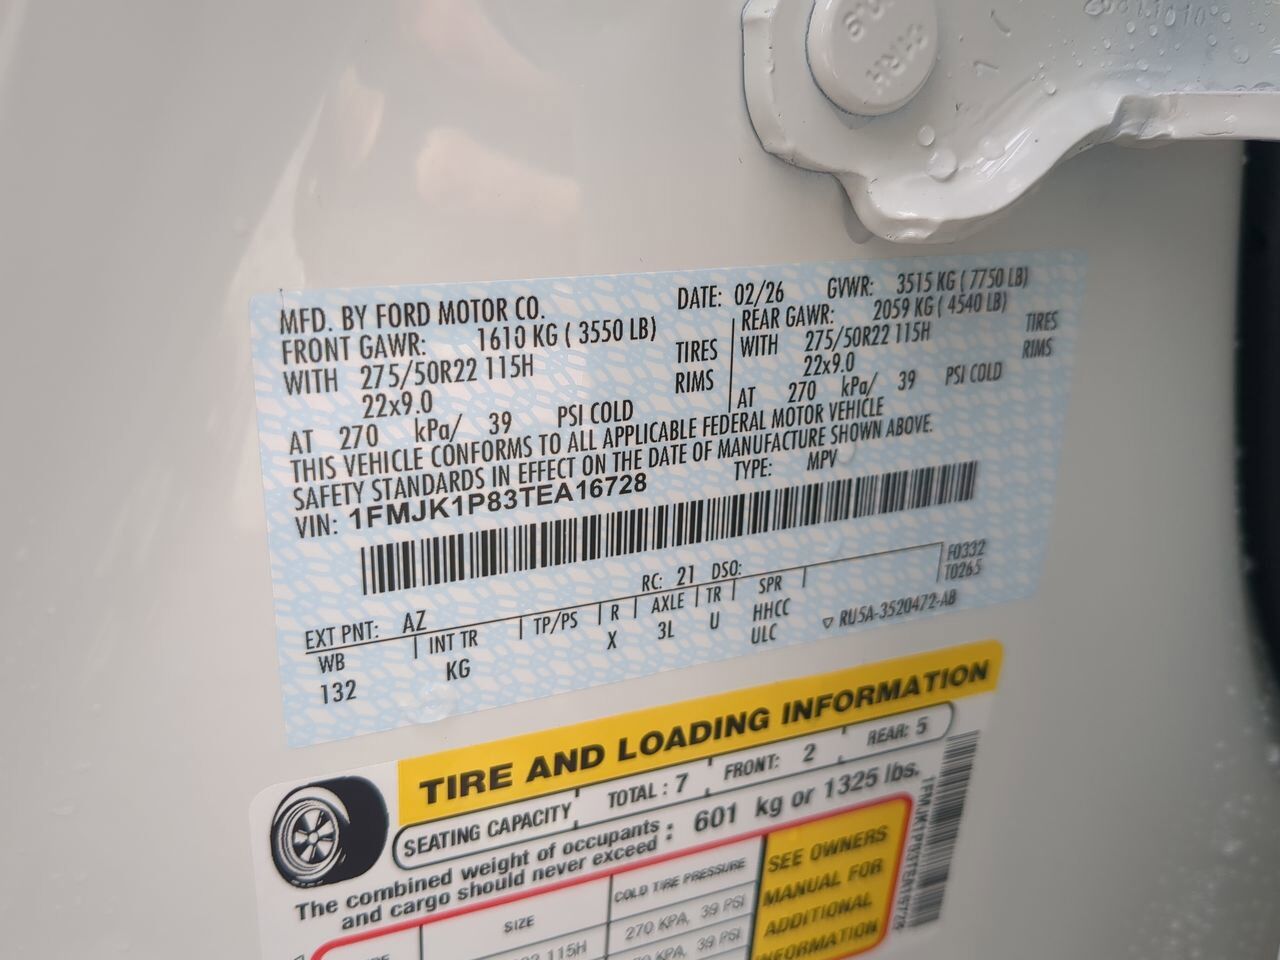 MFD. BY FORD MOTOR CO.
DATE: 02/26
GVWR: 3515 KG ( 7750 LB)
FRONT GAWR: 1610 KG ( 3550 LB)
REAR GAWR: 2059 KG ( 4540 LB)
WITH 275/50R22 115H TIRES
WITH 275/50R22 115H TIRES
22x9.0 RIMS
22x9.0 RIMS
AT 270 kPa/ 39 PSI COLD
AT 270 kPa/ 39 PSI COLD
THIS VEHICLE CONFORMS TO ALL APPLICABLE FEDERAL MOTOR VEHICLE
SAFETY STANDARDS IN EFFECT ON THE DATE OF MANUFACTURE SHOWN ABOVE.
VIN: 1FMJK1P83TEA16728
TYPE: MPV
EXT PNT: AZ RC: 21 DSO: F0332
T0265
WB INT TR TP/PS R AXLE TR SPR
132 KG X 3L U HHCC
ULC
▽ RU5A-3520472-AB
TIRE AND LOADING INFORMATION
SEATING CAPACITY TOTAL : 7 FRONT: 2 REAR: 5
The combined weight of occupants : 601 kg or 1325 lbs.
and cargo should never exceed
SIZE COLD TIRE PRESSURE
115H 270 KPA, 39 PSI
KPA, 39 PSI
SEE OWNERS
MANUAL FOR
ADDITIONAL
INFORMATION